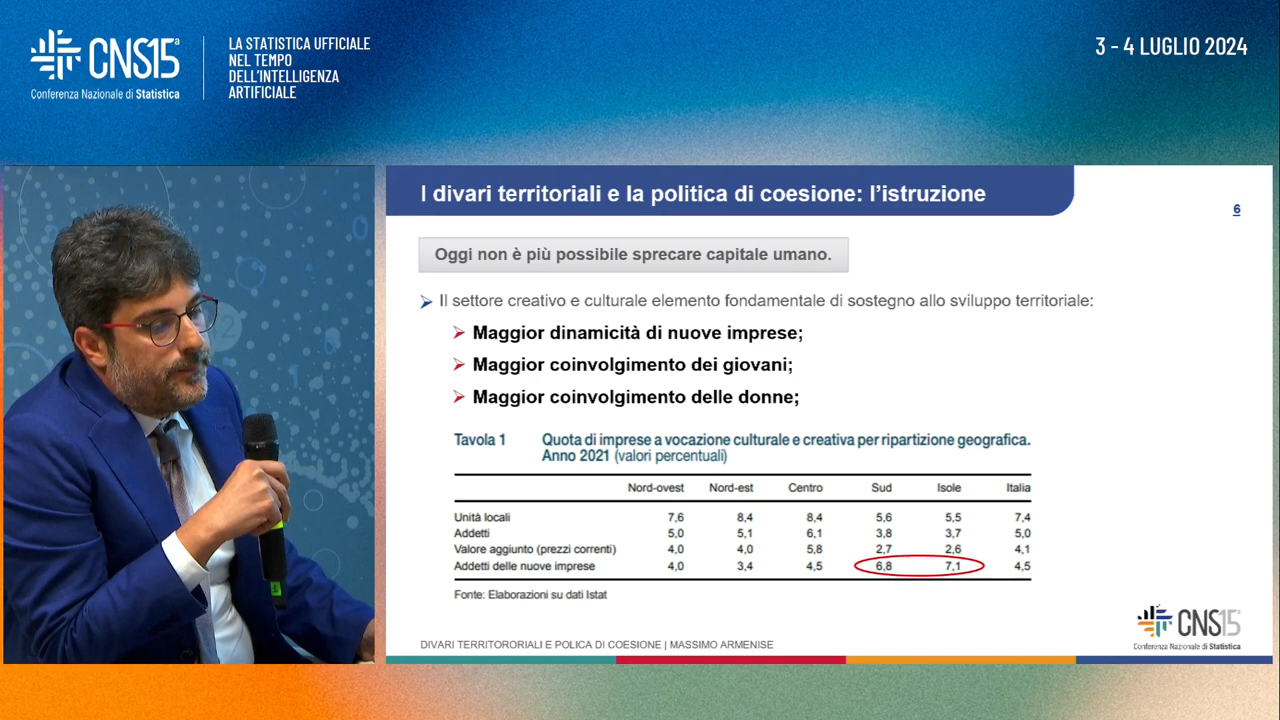 CNS15ª
Conferenza Nazionale di Statistica
LA STATISTICA UFFICIALE
NEL TEMPO
DELL'INTELLIGENZA
ARTIFICIALE
3 - 4 LUGLIO 2024
I divari territoriali e la politica di coesione: l'istruzione
6
Oggi non è più possibile sprecare capitale umano.
Il settore creativo e culturale elemento fondamentale di sostegno allo sviluppo territoriale:
Maggior dinamicità di nuove imprese;
Maggior coinvolgimento dei giovani;
Maggior coinvolgimento delle donne;
Tavola 1 Quota di imprese a vocazione culturale e creativa per ripartizione geografica.
Anno 2021 (valori percentuali)
Nord-ovest Nord-est Centro Sud Isole Italia
Unità locali 7,6 8,4 8,4 5,6 5,5 7,4
Addetti 5,0 5,1 6,1 3,8 3,7 5,0
Valore aggiunto (prezzi correnti) 4,0 4,0 5,8 2,7 2,6 4,1
Addetti delle nuove imprese 4,0 3,4 4,5 6,8 7,1 4,5
Fonte: Elaborazioni su dati Istat
DIVARI TERRITORORIALI E POLICA DI COESIONE | MASSIMO ARMENISE
CNS15
Conferenza Nazionale di Statistica